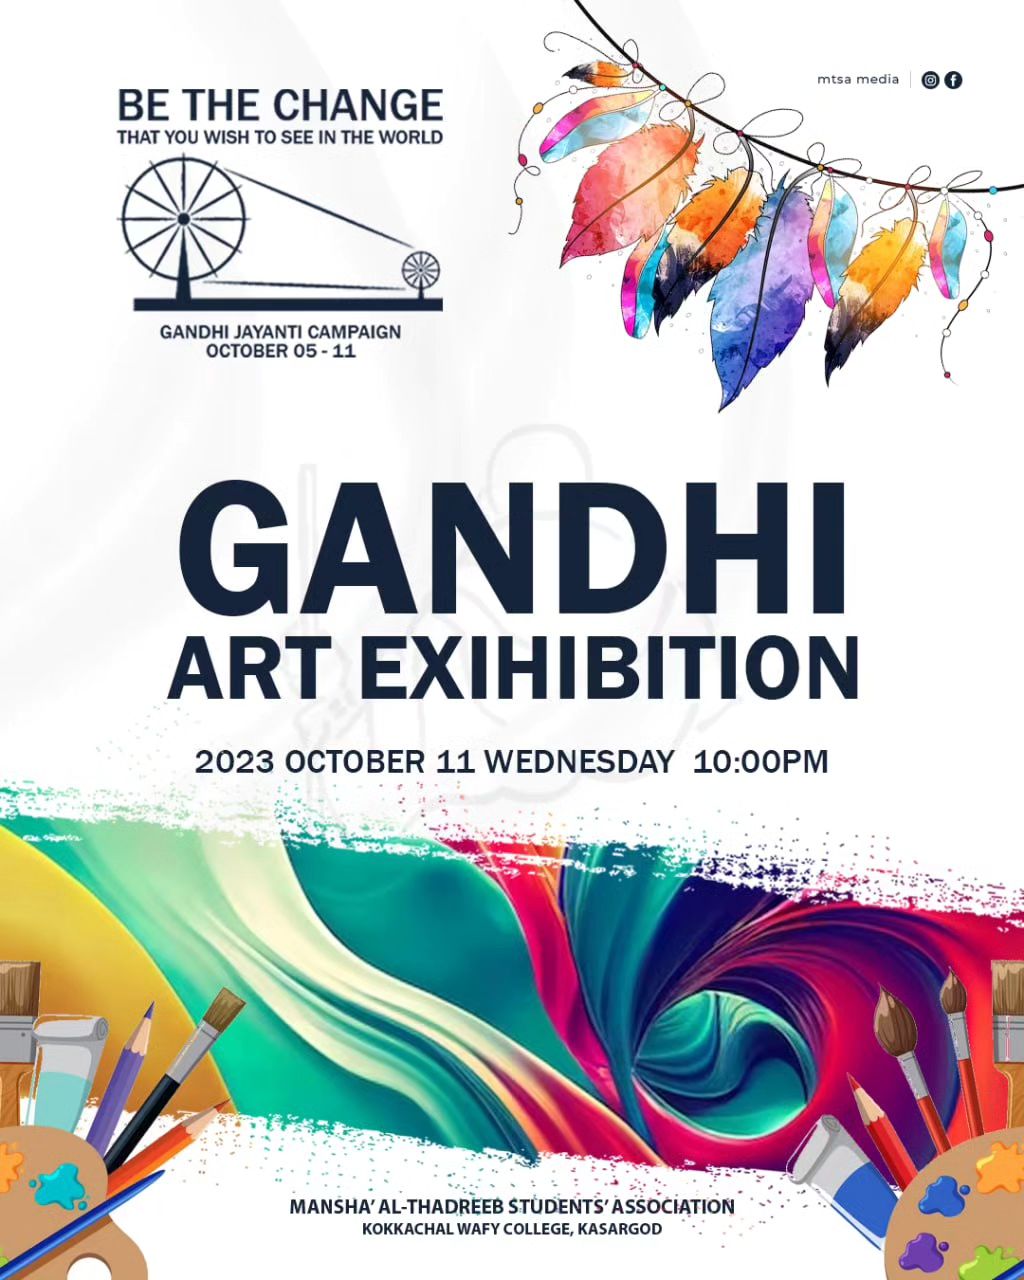 mtsa media
BE THE CHANGE
THAT YOU WISH TO SEE IN THE WORLD
GANDHI JAYANTI CAMPAIGN
OCTOBER 05 - 11
GANDHI
ART EXIHIBITION
2023 OCTOBER 11 WEDNESDAY 10:00PM
MANSHA' AL-THADREEB STUDENTS' ASSOCIATION
KOKKACHAL WAFY COLLEGE, KASARGOD